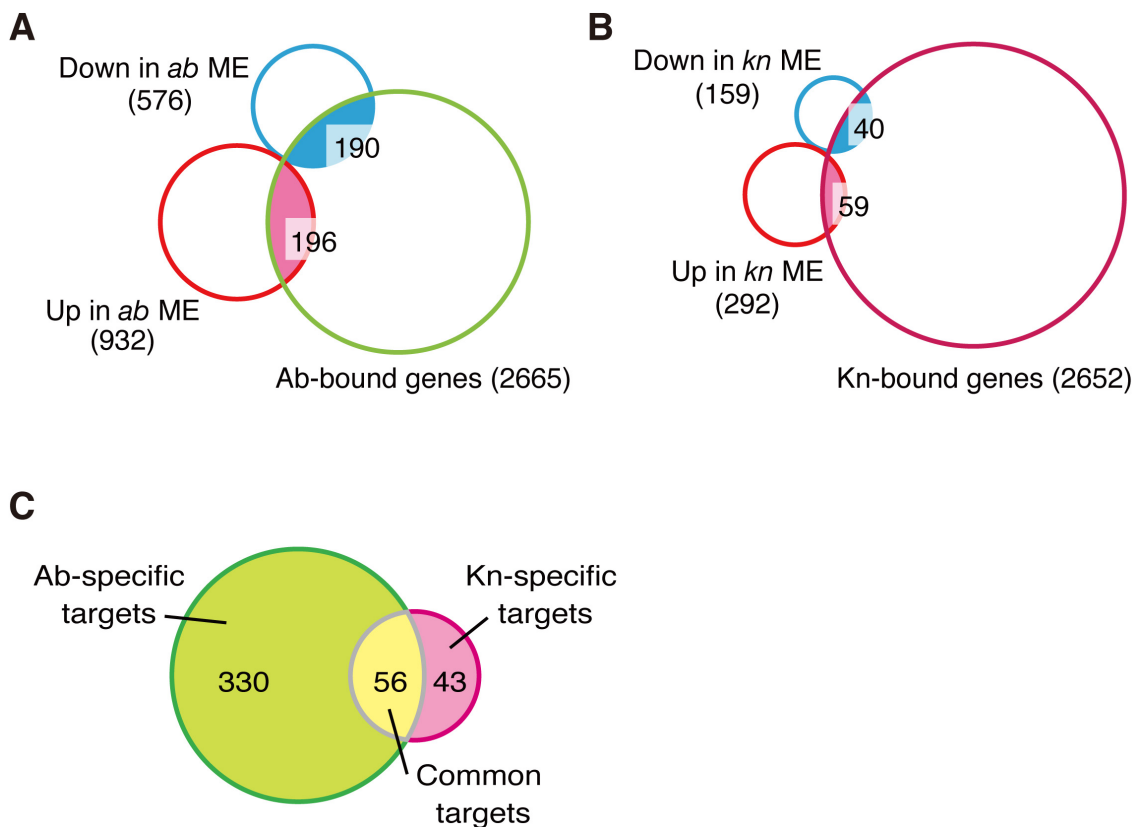 A
Down in ab ME
(576)
190
196
Up in ab ME
(932)
Ab-bound genes (2665)
B
Down in kn ME
(159)
40
59
Up in kn ME
(292)
Kn-bound genes (2652)
C
Ab-specific
targets
Kn-specific
targets
330
56
43
Common
targets